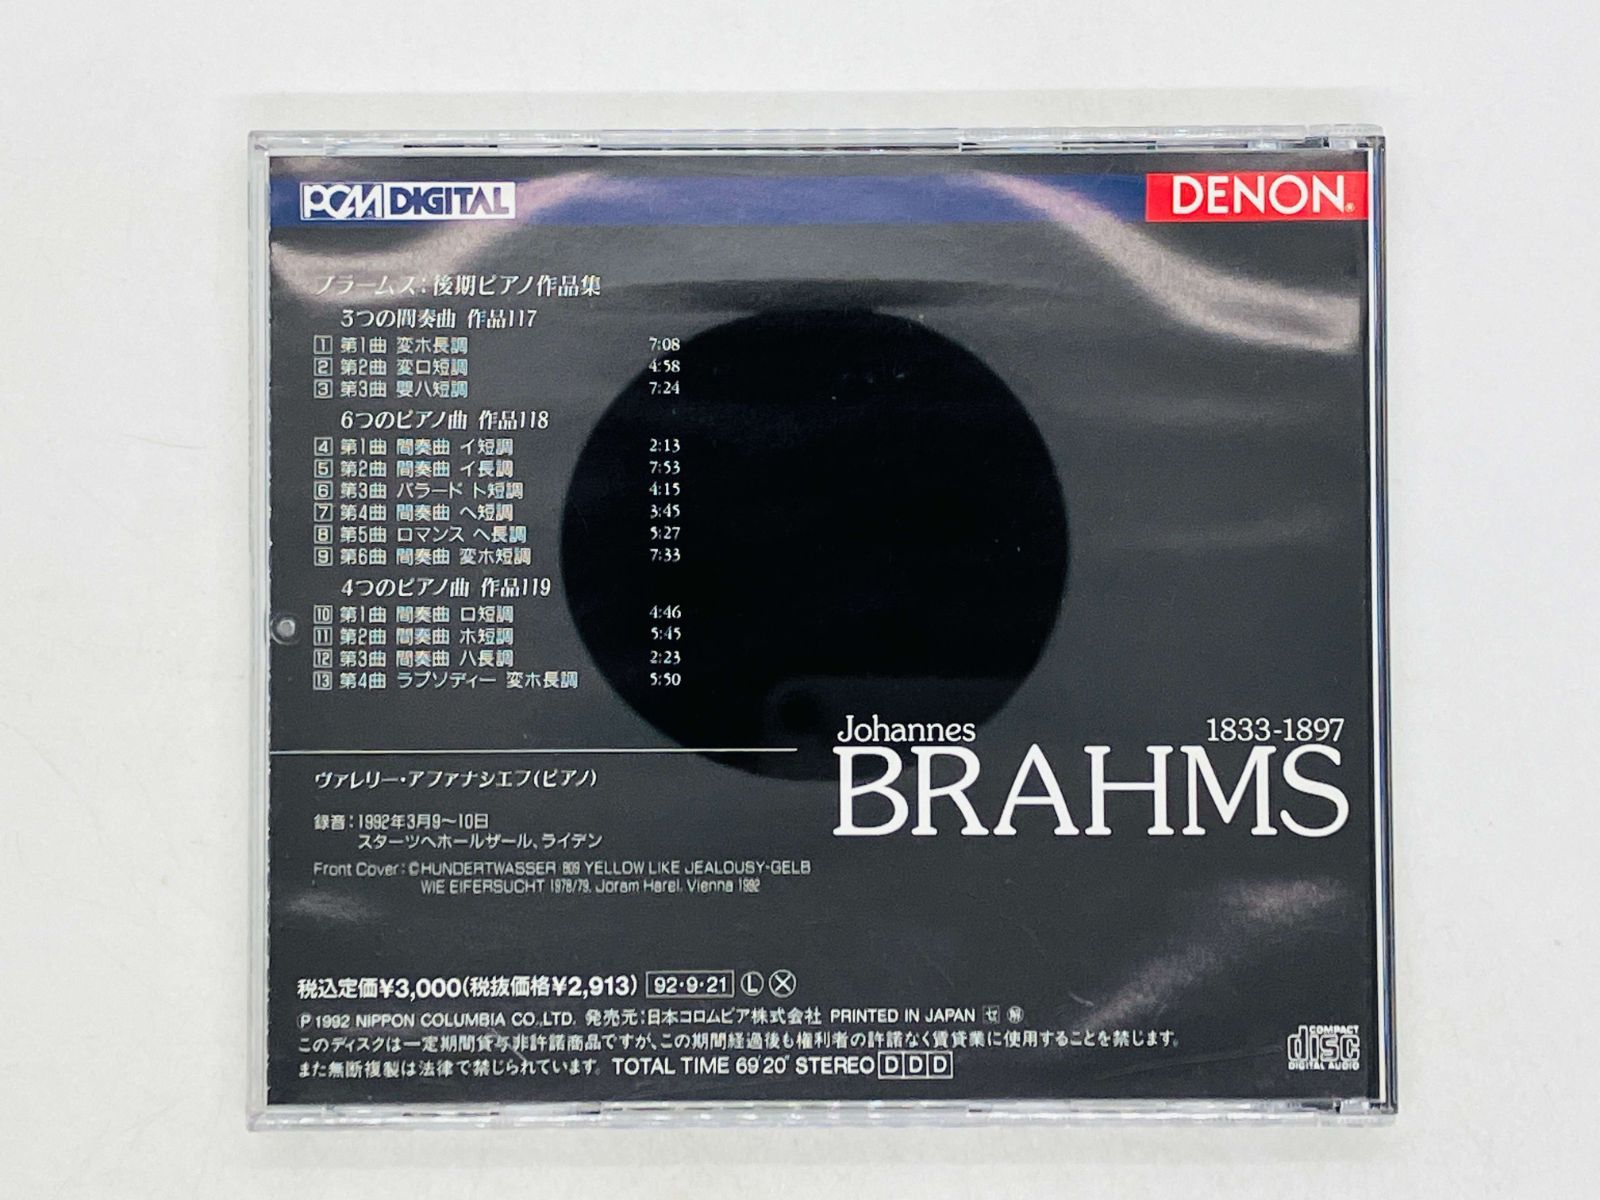 PCM DIGITAL
DENON®
ブラームス:後期ピアノ作品集
3つの間奏曲 作品117
1 第1曲 変ホ長調 7:08
2 第2曲 変ロ短調 4:58
3 第3曲 嬰ハ短調 7:24
6つのピアノ曲 作品118
4 第1曲 間奏曲 イ短調 2:13
5 第2曲 間奏曲 イ長調 7:53
6 第3曲 バラード ト短調 4:15
7 第4曲 間奏曲 ヘ短調 3:45
8 第5曲 ロマンス ヘ長調 5:27
9 第6曲 間奏曲 変ホ短調 7:33
4つのピアノ曲 作品119
10 第1曲 間奏曲 ロ短調 4:46
11 第2曲 間奏曲 ホ短調 5:45
12 第3曲 間奏曲 ハ長調 2:23
13 第4曲 ラプソディー 変ホ長調 5:50
Johannes 1833-1897
BRAHMS
ヴァレリー・アファナシエフ(ピアノ)
録音:1992年3月9〜10日
スターツヘホールザール、ライデン
Front Cover:©HUNDERTWASSER 809 YELLOW LIKE JEALOUSY-GELB
WIE EIFERSUCHT 1978/79, Joram Harel, Vienna 1992
税込定価¥3,000(税抜価格¥2,913) 92・9・21 L X
℗1992 NIPPON COLUMBIA CO.,LTD. 発売元:日本コロムビア株式会社 PRINTED IN JAPAN セ 解
このディスクは一定期間貸与非許諾商品ですが、この期間経過後も権利者の許諾なく賃貸業に使用することを禁じます。
また無断複製は法律で禁じられています。 TOTAL TIME 69'20" STEREO D D D
COMPACT
disc
DIGITAL AUDIO